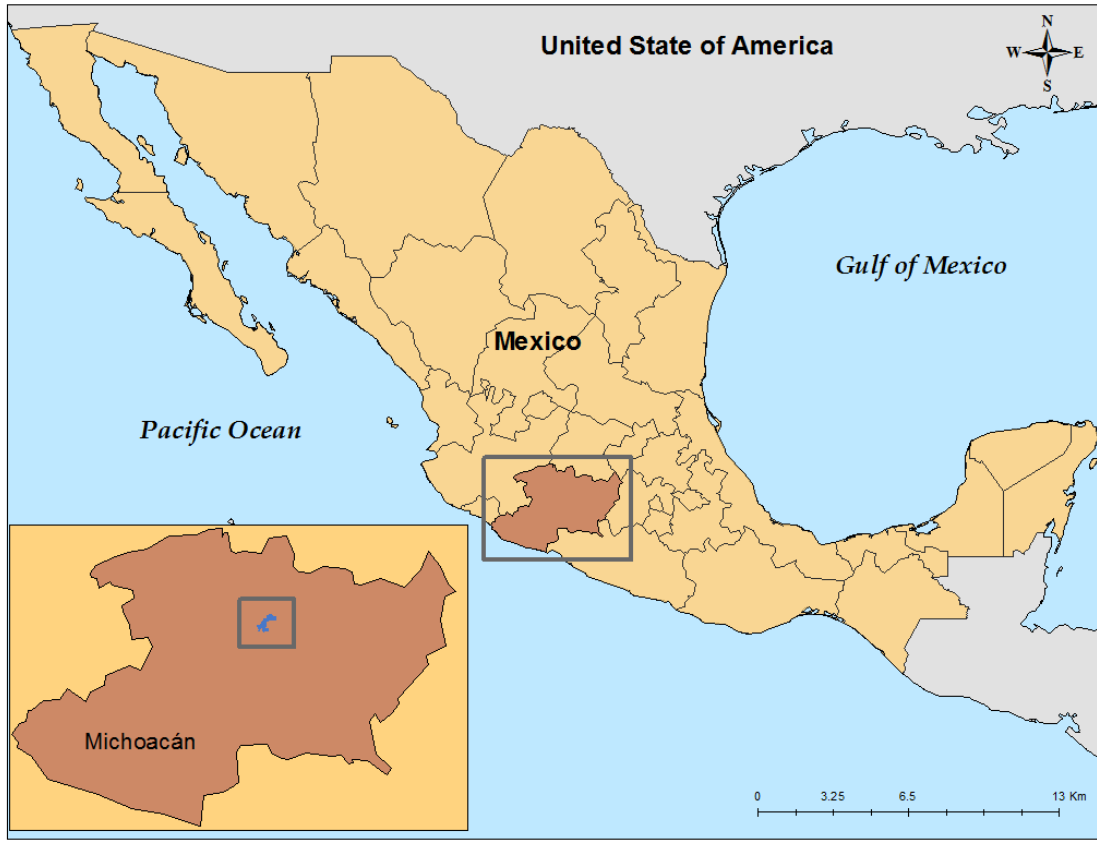 United State of America
N
W E
S
Gulf of Mexico
Mexico
Pacific Ocean
Michoacán
0 3.25 6.5 13 Km